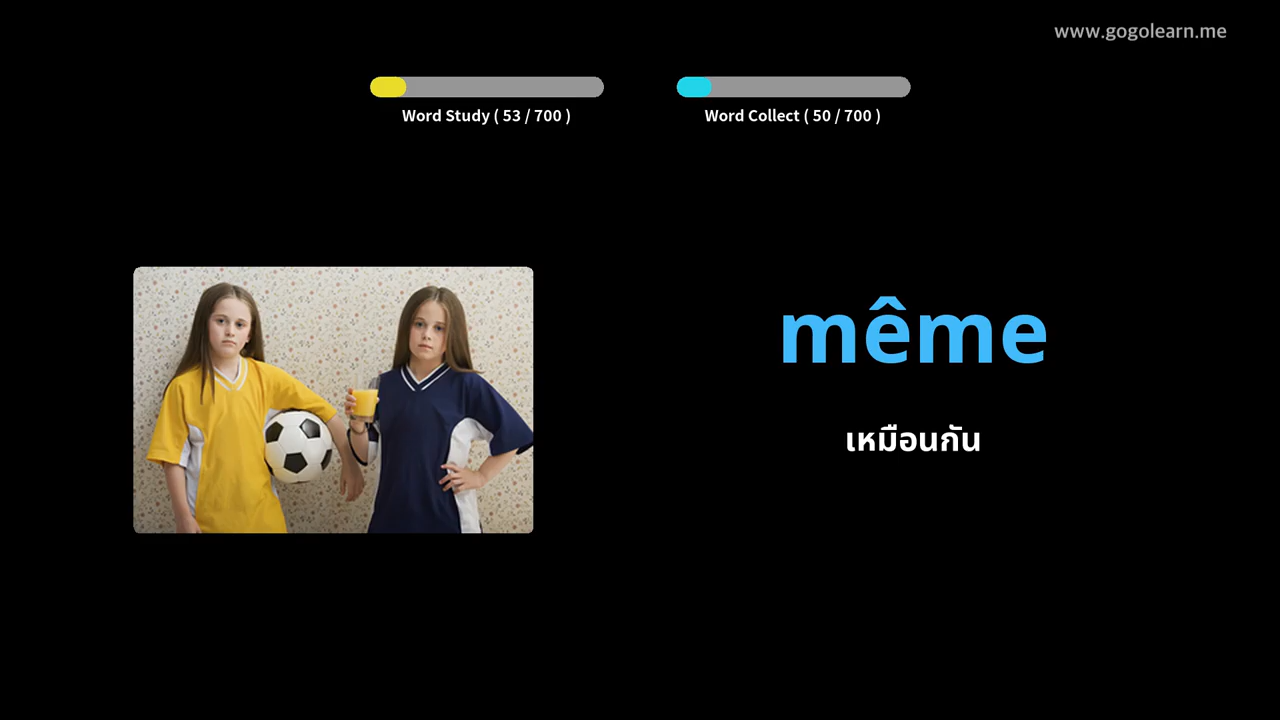 www.gogolearn.me
Word Study ( 53 / 700 )
Word Collect ( 50 / 700 )
même
เหมือนกัน